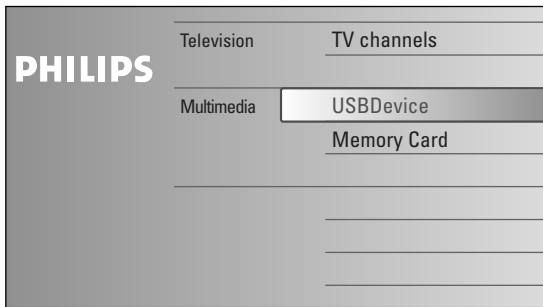 Television TV channels
PHILIPS
Multimedia USBDevice
Memory Card